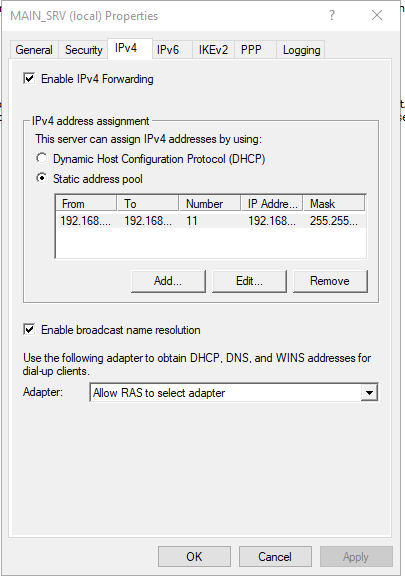 MAIN_SRV (local) Properties
General Security IPv4 IPv6 IKEv2 PPP Logging
Enable IPv4 Forwarding
IPv4 address assignment
This server can assign IPv4 addresses by using:
Dynamic Host Configuration Protocol (DHCP)
Static address pool
From To Number IP Addre... Mask
192.168.... 192.168... 11 192.168... 255.255...
Add... Edit... Remove
Enable broadcast name resolution
Use the following adapter to obtain DHCP, DNS, and WINS addresses for
dial-up clients.
Adapter: Allow RAS to select adapter
OK Cancel Apply